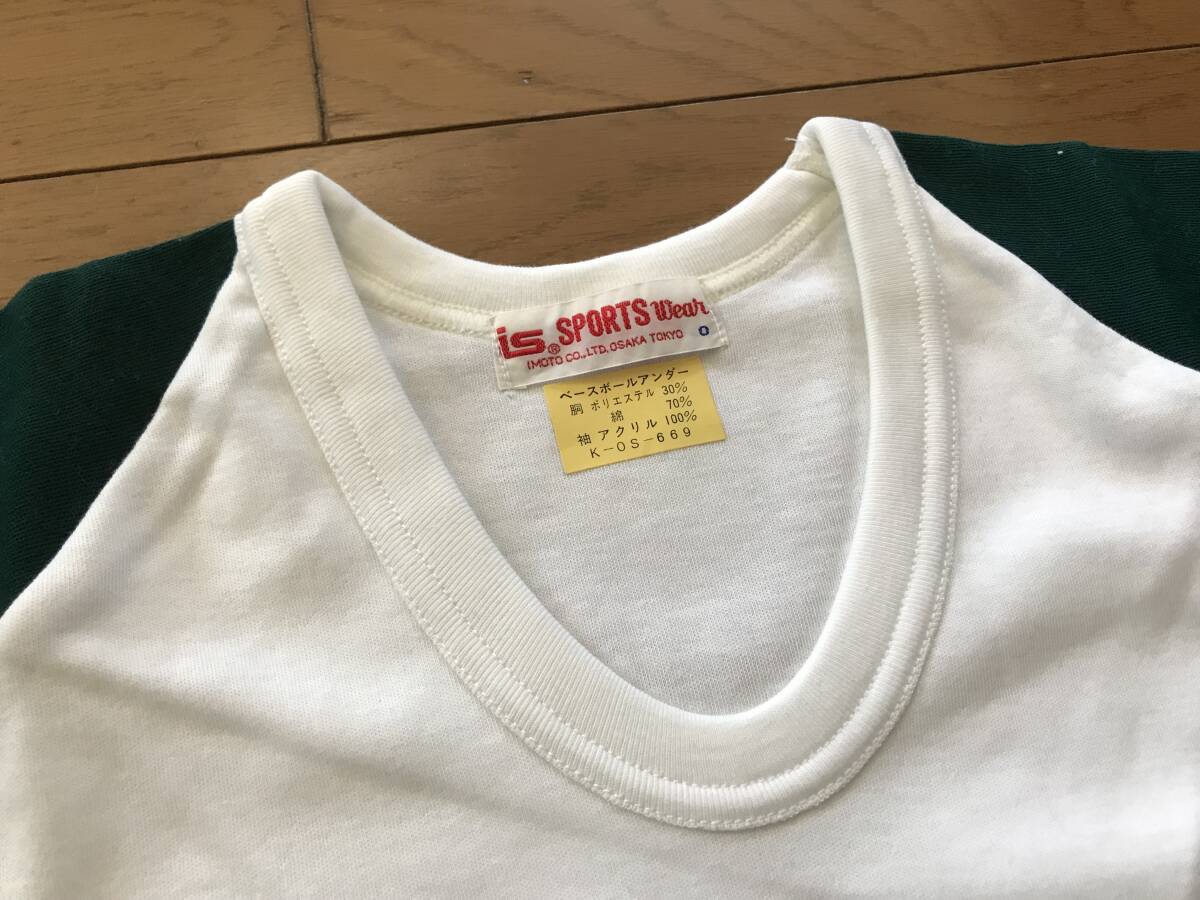 is® SPORTS Wear
IMOTO CO.,LTD. OSAKA TOKYO O
ベースボールアンダー
胴 ポリエステル 30%
綿 70%
袖 アクリル 100%
K-OS-669